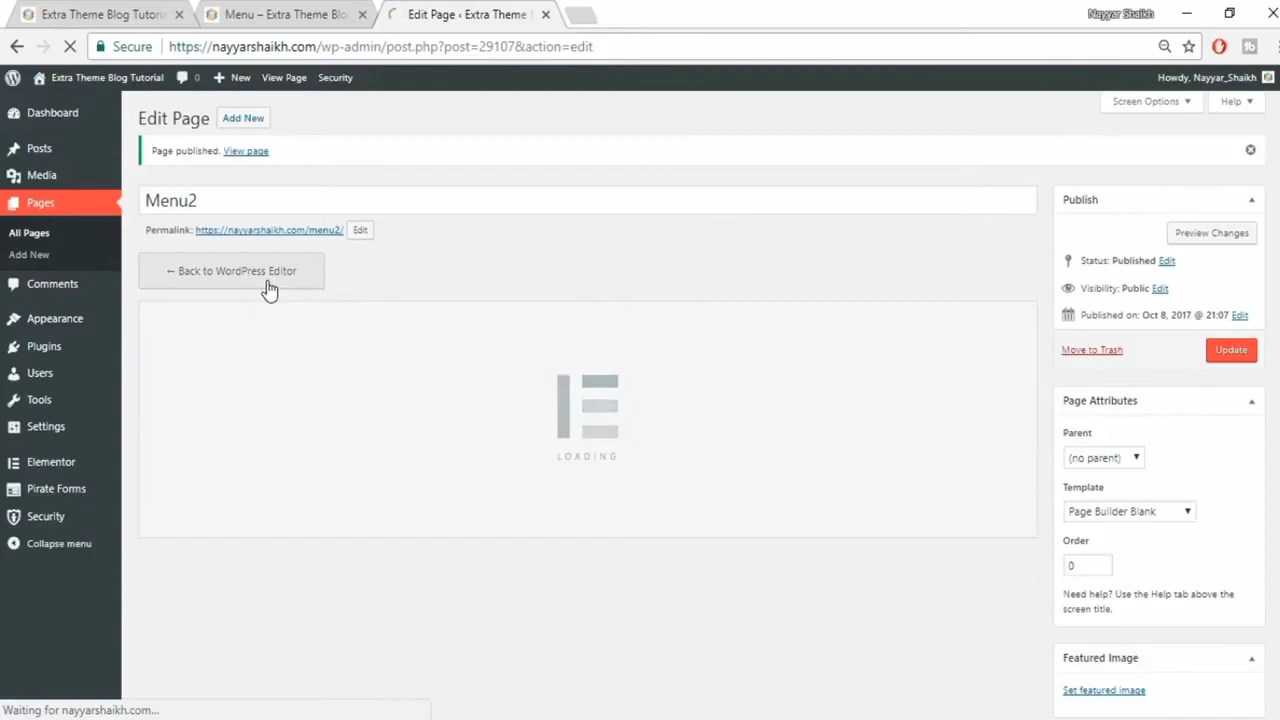 Extra Theme Blog Tutori
Menu – Extra Theme Blo
Edit Page ‹ Extra Theme
Nayyar Shaikh
Secure
https://nayyarshaikh.com/wp-admin/post.php?post=29107&action=edit
Extra Theme Blog Tutorial
0
New
View Page
Security
Howdy, Nayyar_Shaikh
Dashboard
Posts
Media
Pages
All Pages
Add New
Comments
Appearance
Plugins
Users
Tools
Settings
Elementor
Pirate Forms
Security
Collapse menu
Screen Options
Help
Edit Page
Add New
Page published. View page
Menu2
Permalink: https://nayyarshaikh.com/menu2/ Edit
← Back to WordPress Editor
LOADING
Publish
Preview Changes
Status: Published Edit
Visibility: Public Edit
Published on: Oct 8, 2017 @ 21:07 Edit
Move to Trash
Update
Page Attributes
Parent
(no parent)
Template
Page Builder Blank
Order
0
Need help? Use the Help tab above the
screen title.
Featured Image
Set featured image
Waiting for nayyarshaikh.com...